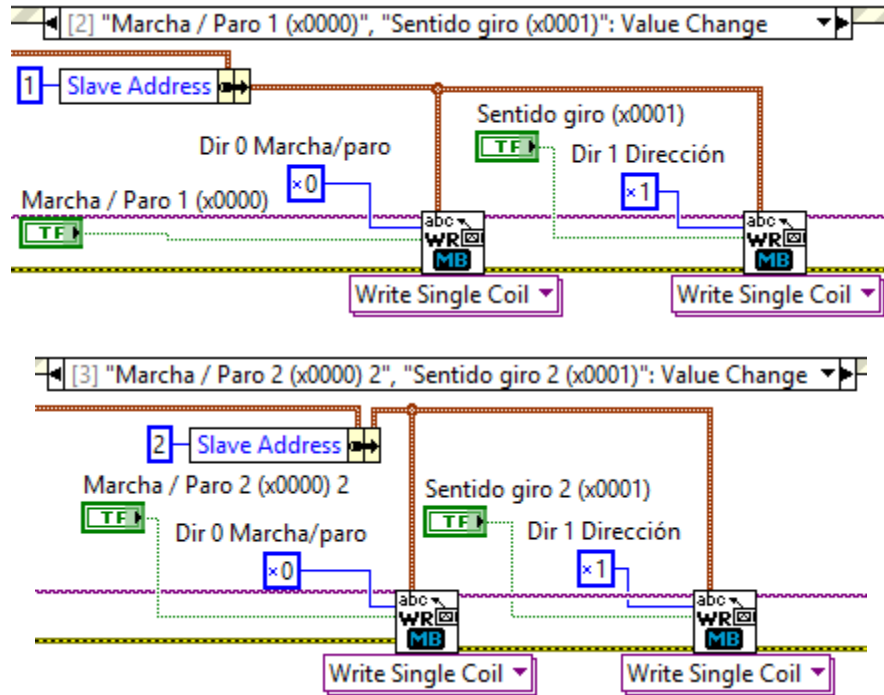 [2] "Marcha / Paro 1 (x0000)", "Sentido giro (x0001)": Value Change
1 Slave Address
Sentido giro (x0001)
TF
Dir 0 Marcha/paro
Dir 1 Dirección
×0
×1
Marcha / Paro 1 (x0000)
TF
abc
WR
MB
abc
WR
MB
Write Single Coil
Write Single Coil
[3] "Marcha / Paro 2 (x0000) 2", "Sentido giro 2 (x0001)": Value Change
2 Slave Address
Marcha / Paro 2 (x0000) 2
Sentido giro 2 (x0001)
TF
TF
Dir 0 Marcha/paro
Dir 1 Dirección
×0
×1
abc
WR
MB
abc
WR
MB
Write Single Coil
Write Single Coil